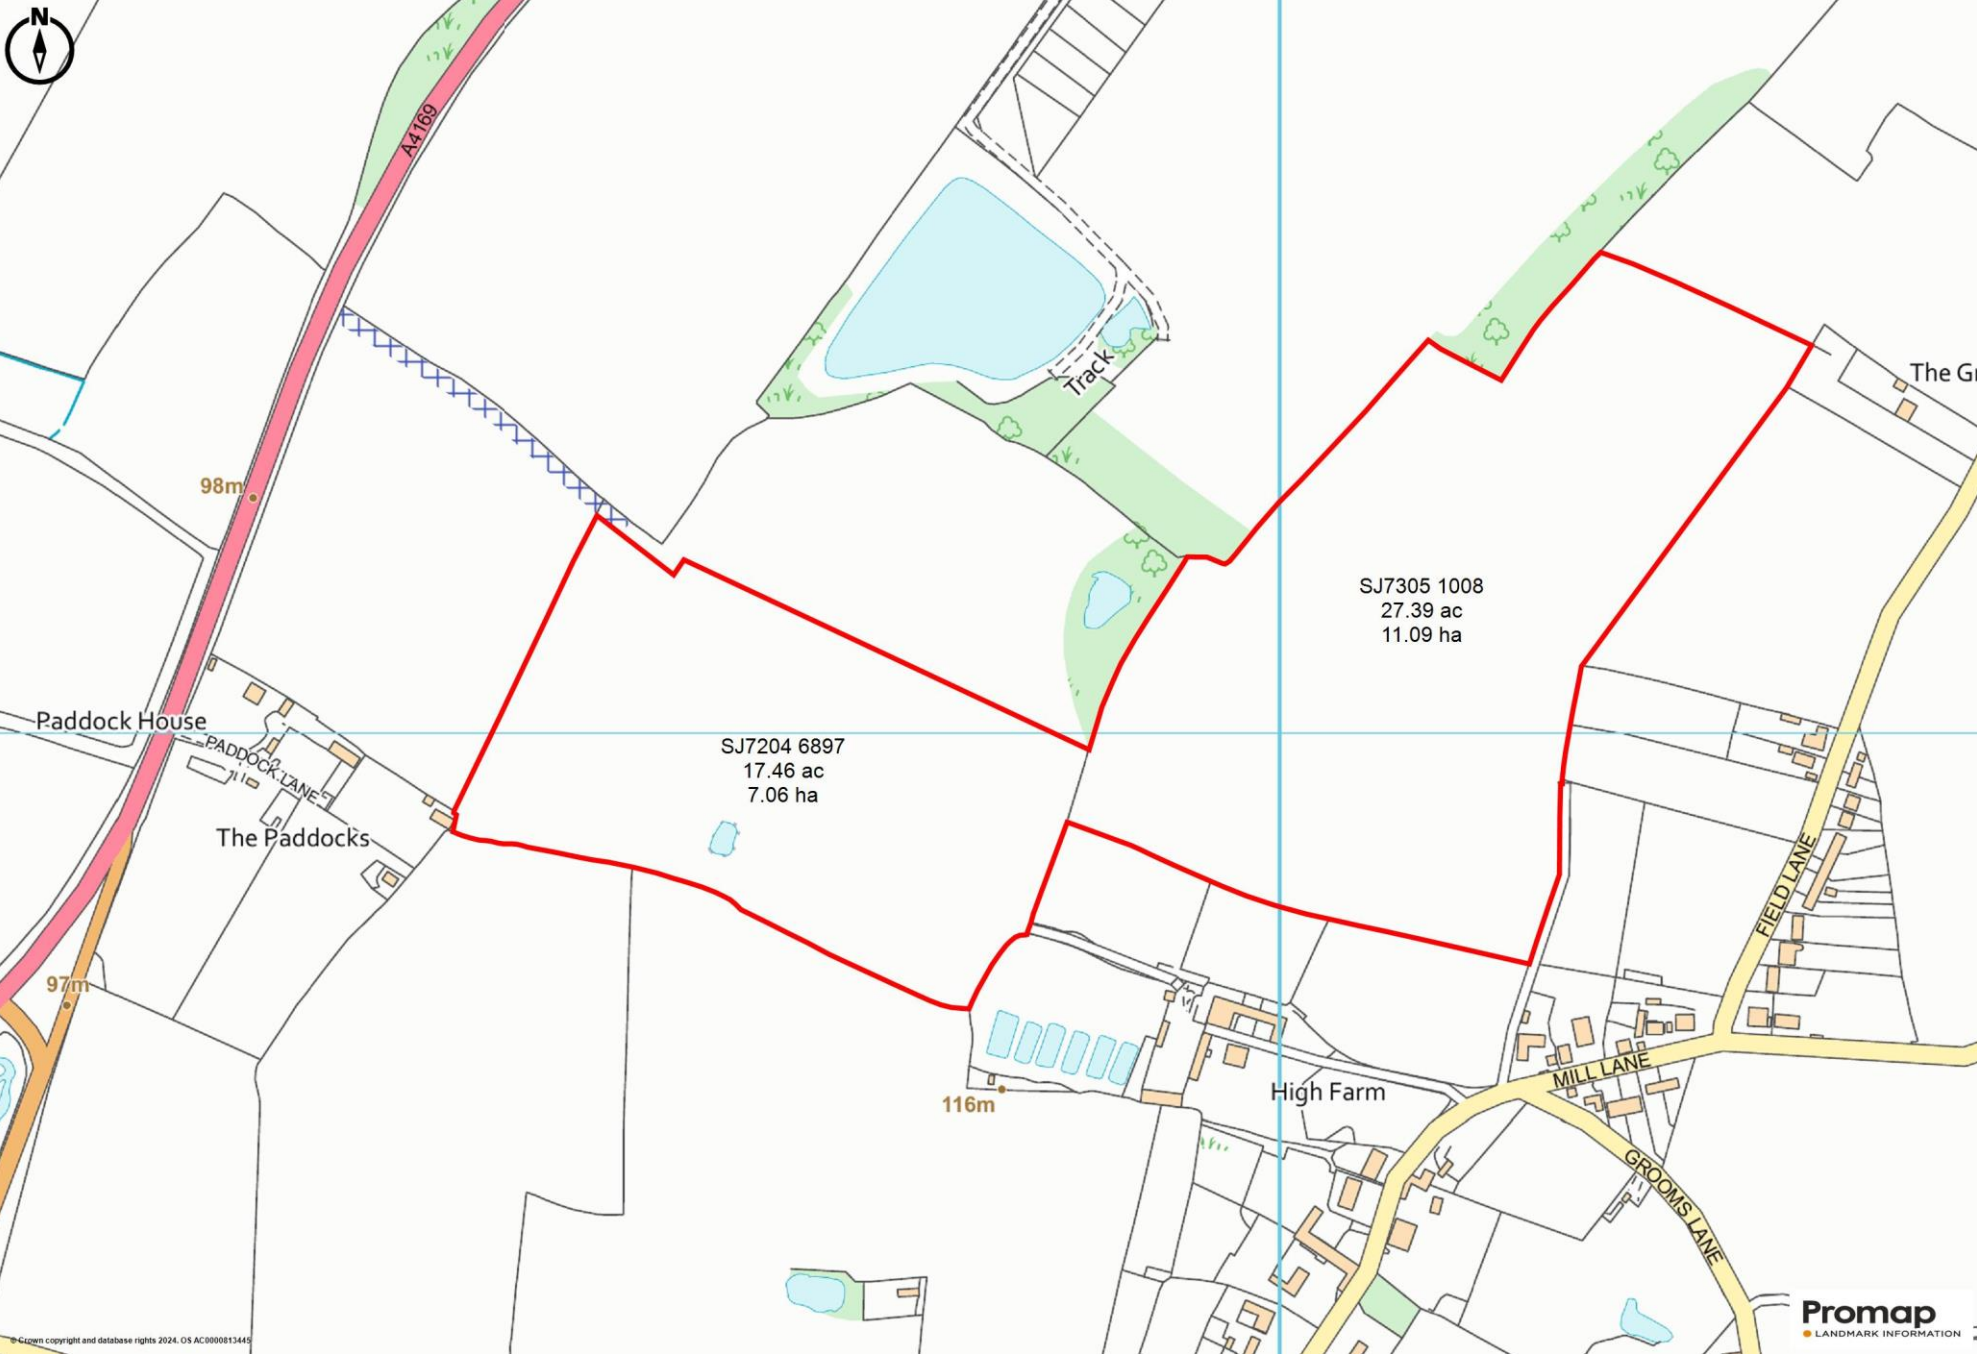 N
A4169
Track
The Gr
98m
SJ7305 1008
27.39 ac
11.09 ha
Paddock House
PADDOCK LANE
SJ7204 6897
17.46 ac
7.06 ha
The Paddocks
FIELD LANE
97m
MILL LANE
High Farm
116m
GROOMS LANE
Promap
LANDMARK INFORMATION
© Crown copyright and database rights 2024. OS AC0000813445